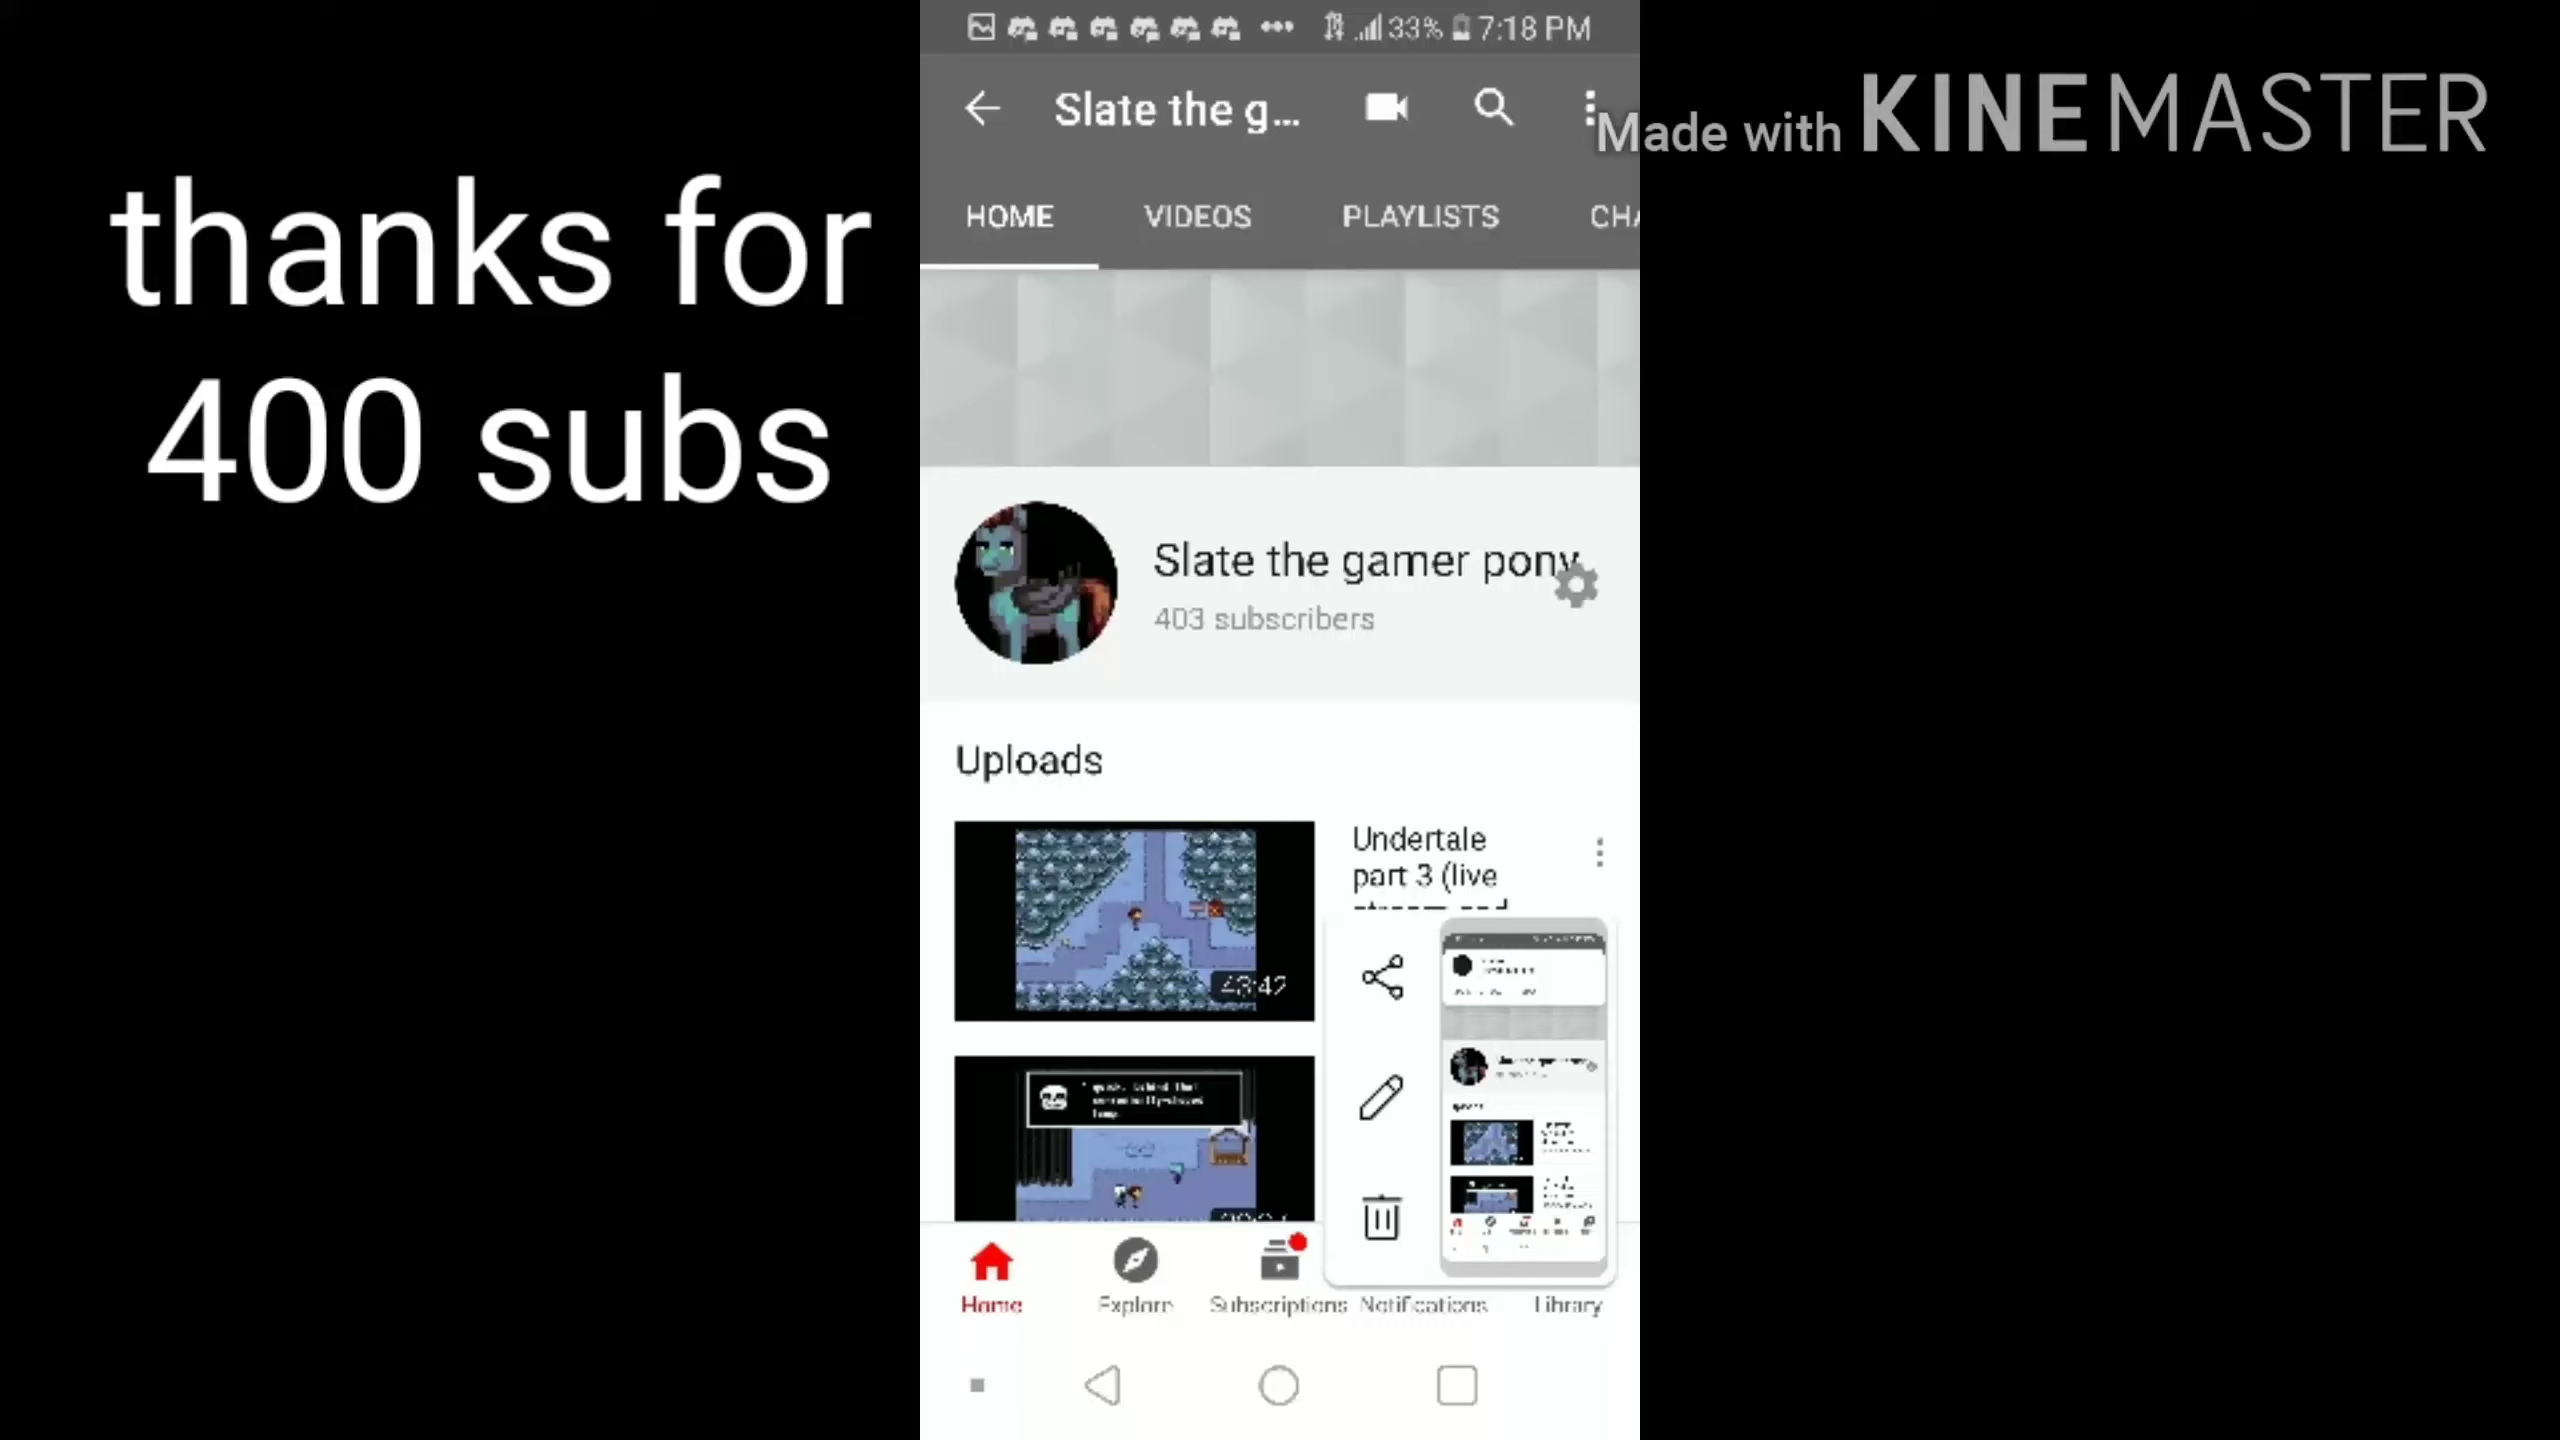 thanks for
400 subs
33% 7:18 PM
Slate the g...
Made with KINEMASTER
HOME VIDEOS PLAYLISTS CHA
Slate the gamer pony
403 subscribers
Uploads
Undertale
part 3 (live
43:42
Home Explore Subscriptions Notifications Library